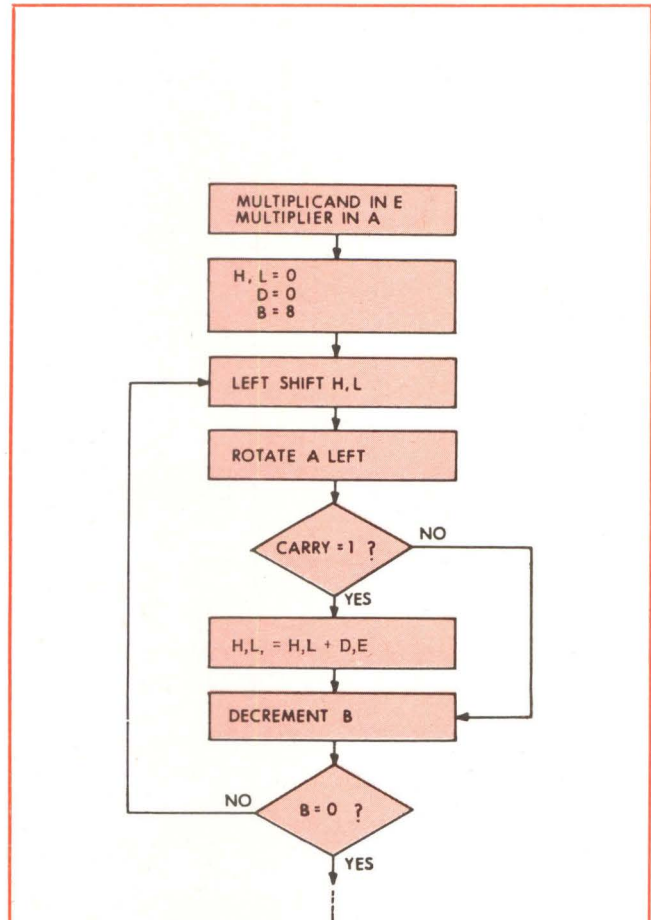 MULTIPLICAND IN E
MULTIPLIER IN A
H, L = 0
D = 0
B = 8
LEFT SHIFT H, L
ROTATE A LEFT
CARRY = 1 ?
NO
YES
H,L, = H,L + D,E
DECREMENT B
NO
B = 0 ?
YES